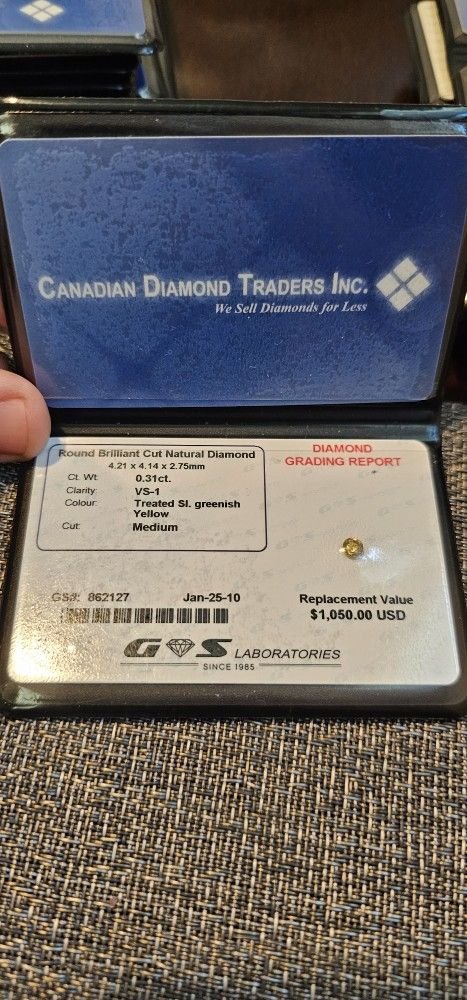 CANADIAN DIAMOND TRADERS INC.
We Sell Diamonds for Less
Round Brilliant Cut Natural Diamond
4.21 x 4.14 x 2.75mm
Ct. Wt: 0.31ct.
Clarity: VS-1
Colour: Treated Sl. greenish
Yellow
Cut: Medium
DIAMOND
GRADING REPORT
GS#: 862127 Jan-25-10
Replacement Value
$1,050.00 USD
GS LABORATORIES
SINCE 1985